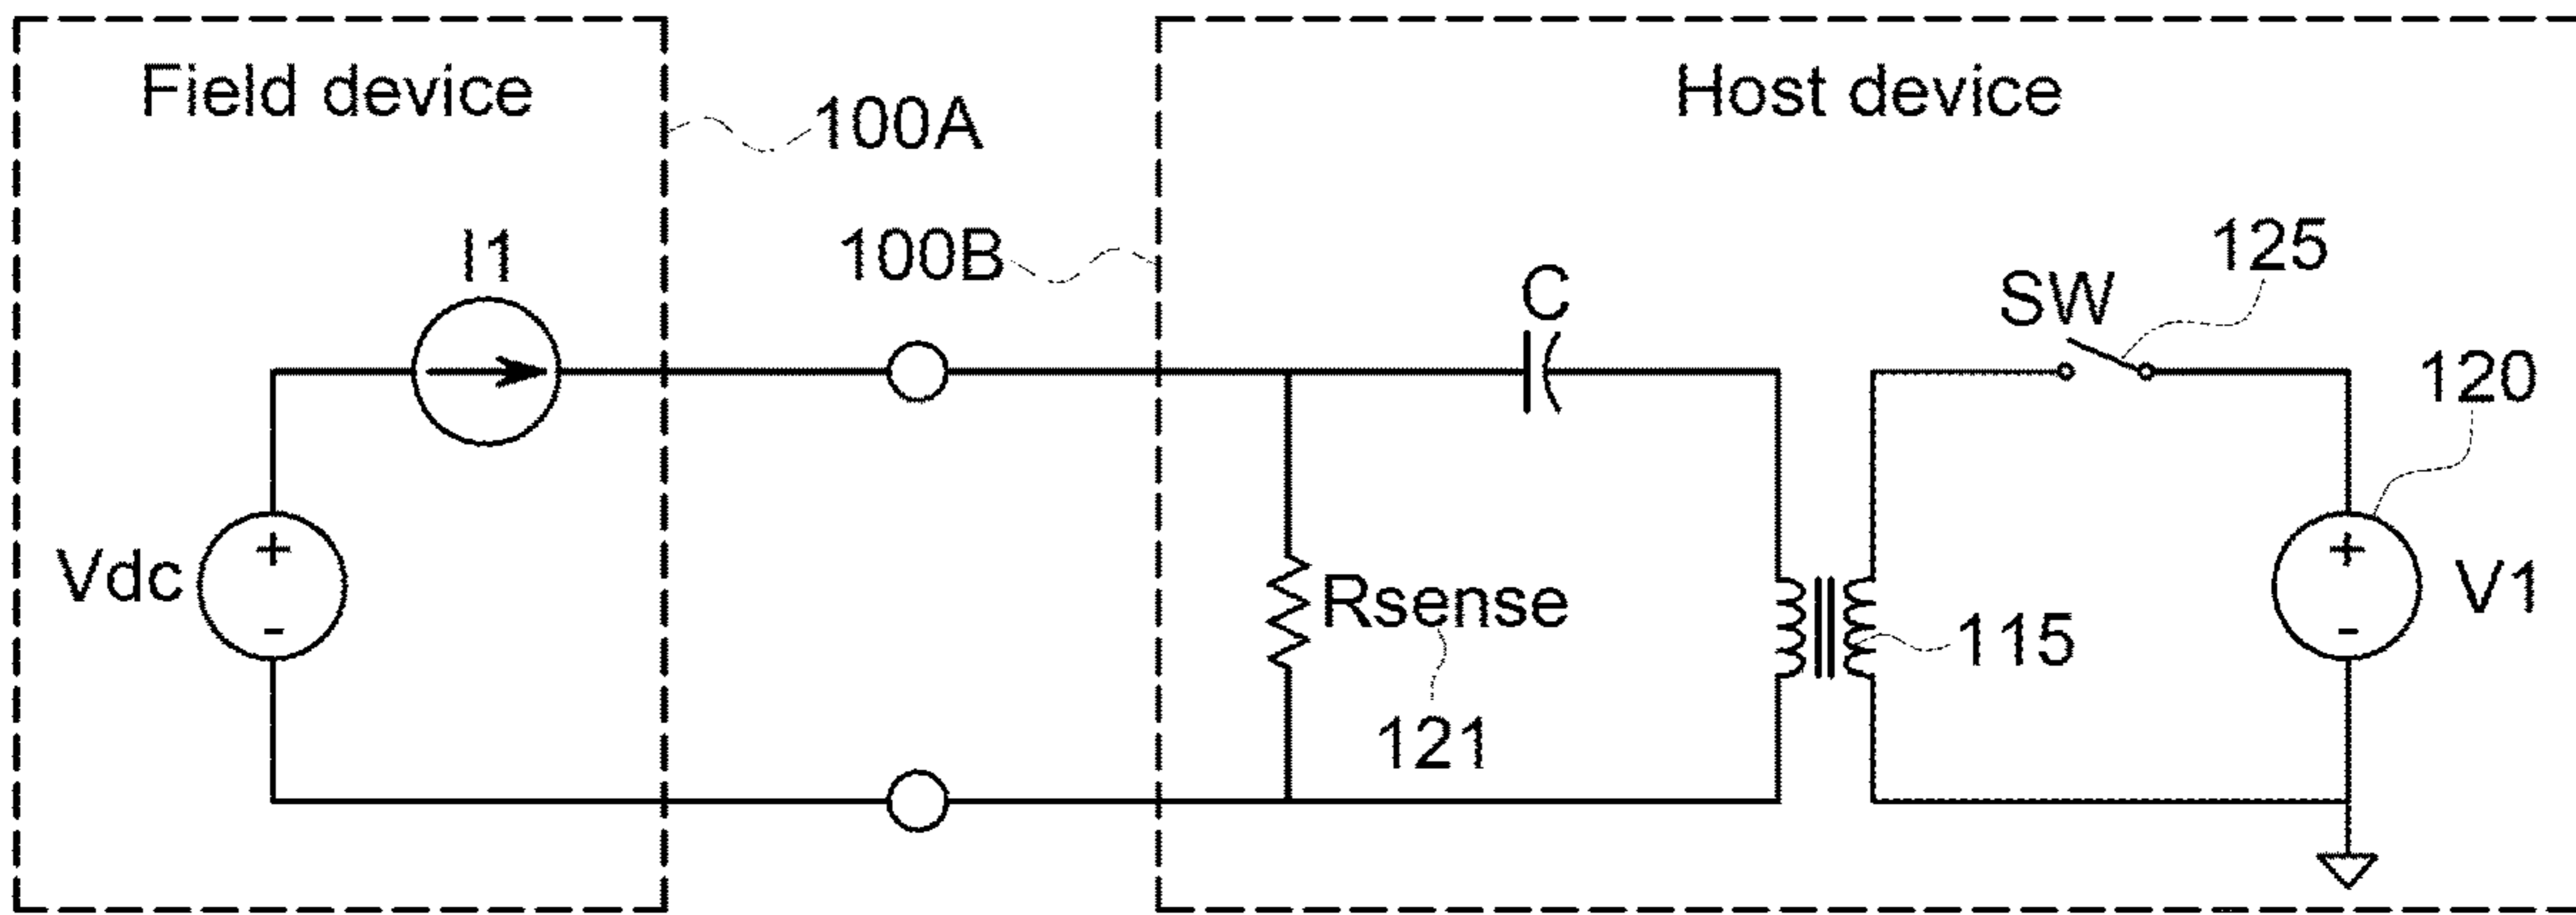 Field device
Host device
100A
I1
100B
C
SW
125
120
Vdc
+
-
Rsense
121
115
+
-
V1